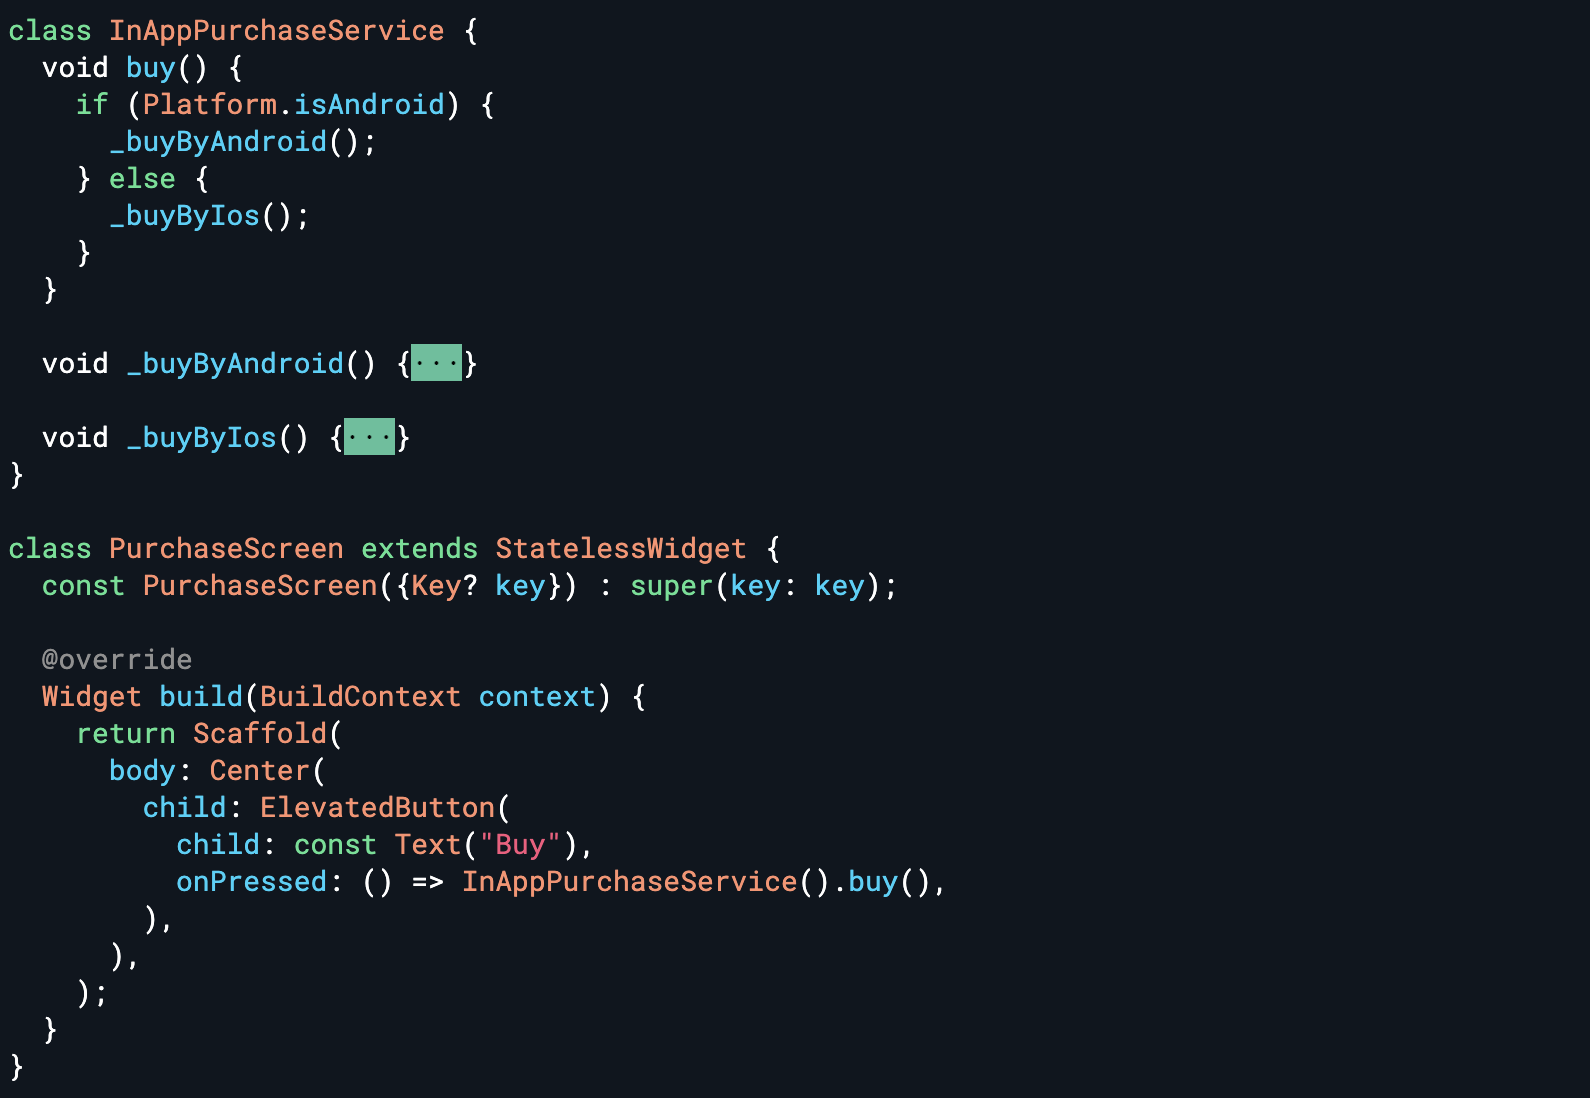 class InAppPurchaseService {
  void buy() {
    if (Platform.isAndroid) {
      _buyByAndroid();
    } else {
      _buyByIos();
    }
  }

  void _buyByAndroid() {...}

  void _buyByIos() {...}
}

class PurchaseScreen extends StatelessWidget {
  const PurchaseScreen({Key? key}) : super(key: key);

  @override
  Widget build(BuildContext context) {
    return Scaffold(
      body: Center(
        child: ElevatedButton(
          child: const Text("Buy"),
          onPressed: () => InAppPurchaseService().buy(),
        ),
      ),
    );
  }
}